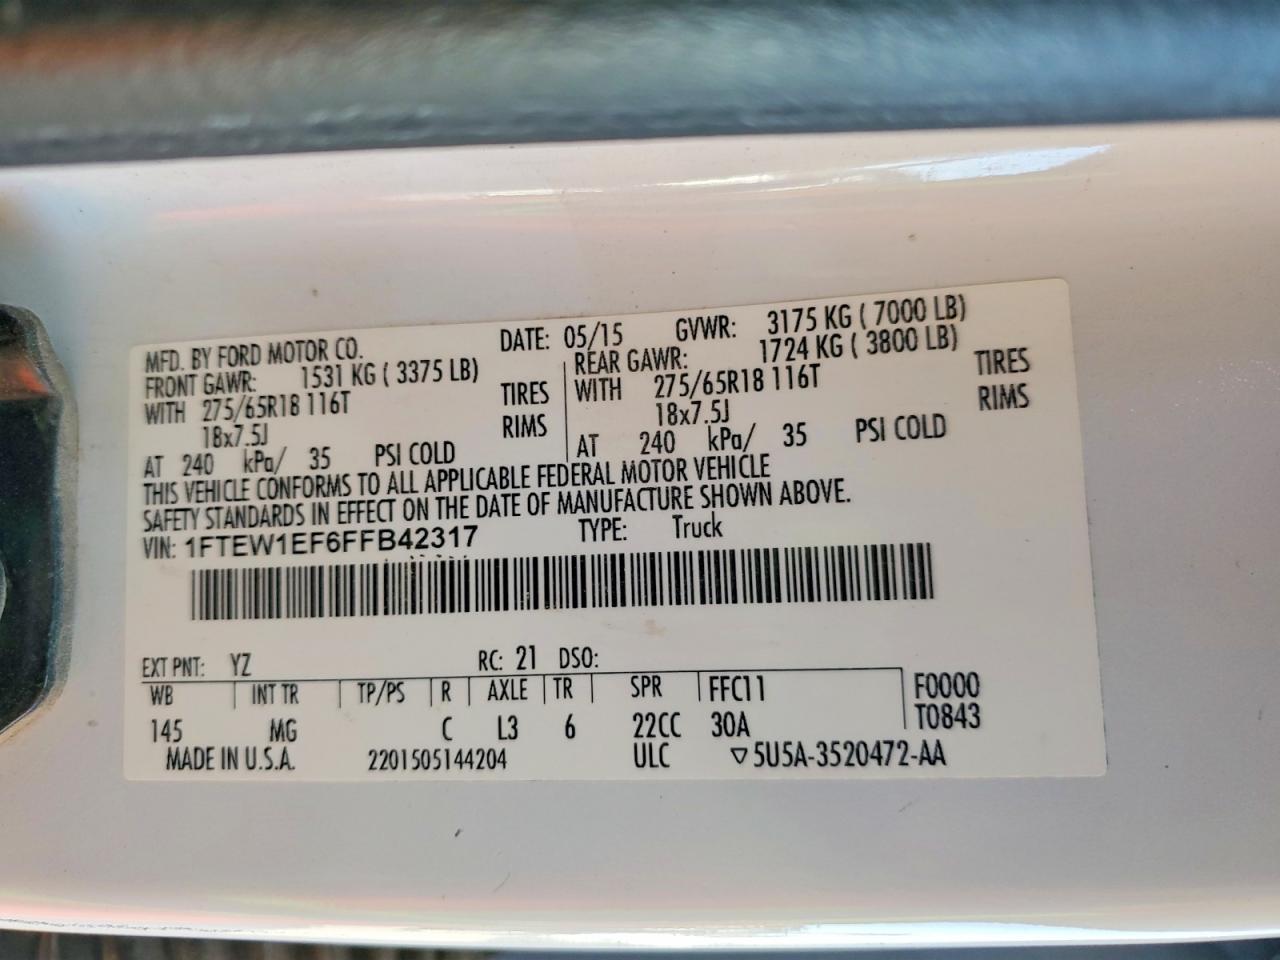 MFD. BY FORD MOTOR CO. DATE: 05/15 GVWR: 3175 KG ( 7000 LB)
FRONT GAWR: 1531 KG ( 3375 LB) REAR GAWR: 1724 KG ( 3800 LB)
WITH 275/65R18 116T TIRES WITH 275/65R18 116T TIRES
18x7.5J RIMS 18x7.5J RIMS
AT 240 kPa/ 35 PSI COLD AT 240 kPa/ 35 PSI COLD
THIS VEHICLE CONFORMS TO ALL APPLICABLE FEDERAL MOTOR VEHICLE
SAFETY STANDARDS IN EFFECT ON THE DATE OF MANUFACTURE SHOWN ABOVE.
VIN: 1FTEW1EF6FFB42317 TYPE: Truck
EXT PNT: YZ RC: 21 DSO:
WB INT TR TP/PS R AXLE TR SPR FFC11 F0000
145 MG C L3 6 22CC 30A T0843
MADE IN U.S.A. 2201505144204 ULC ▽5U5A-3520472-AA